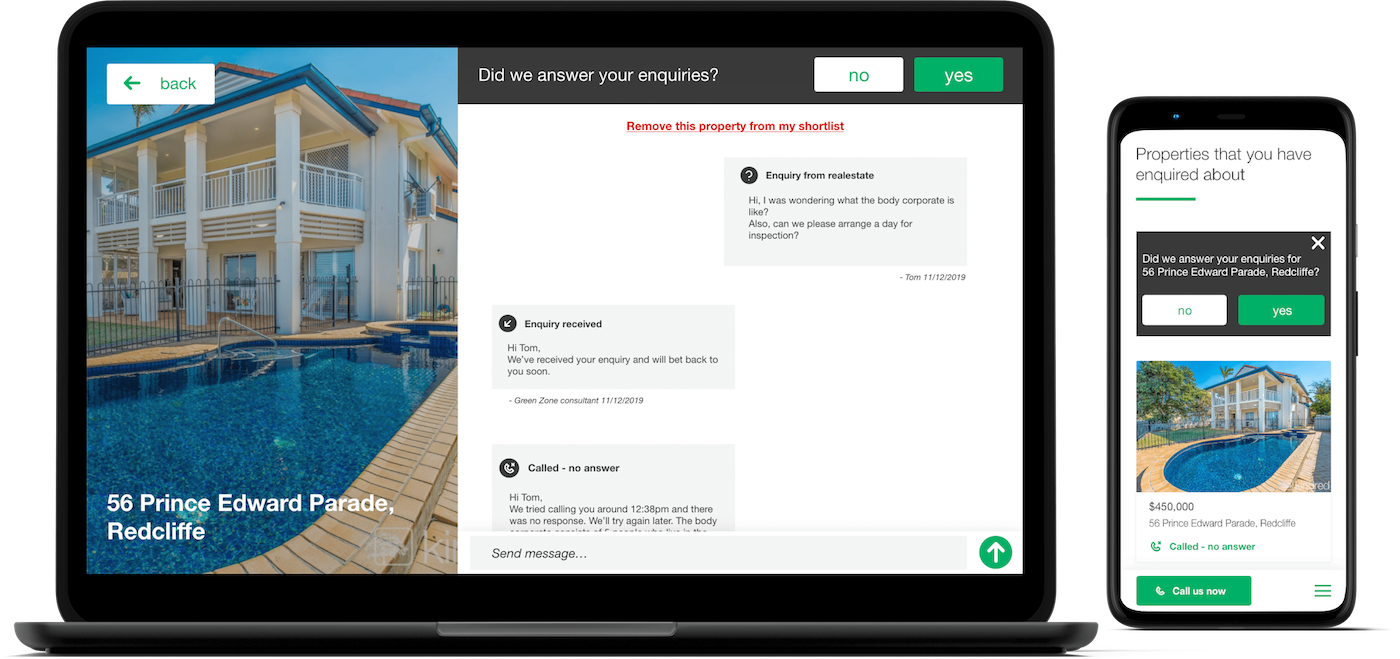 back
56 Prince Edward Parade,
Redcliffe
Did we answer your enquiries?
no
yes
Remove this property from my shortlist
Enquiry from realestate
Hi, I was wondering what the body corporate is
like?
Also, can we please arrange a day for
inspection?
- Tom 11/12/2019
Enquiry received
Hi Tom,
We've received your enquiry and will bet back to
you soon.
- Green Zone consultant 11/12/2019
Called - no answer
Hi Tom,
We tried calling you around 12:38pm and there
was no response. We'll try again later. The body
Send message...
Properties that you have
enquired about
Did we answer your enquiries for
56 Prince Edward Parade, Redcliffe?
no
yes
$450,000
56 Prince Edward Parade, Redcliffe
Called - no answer
Call us now